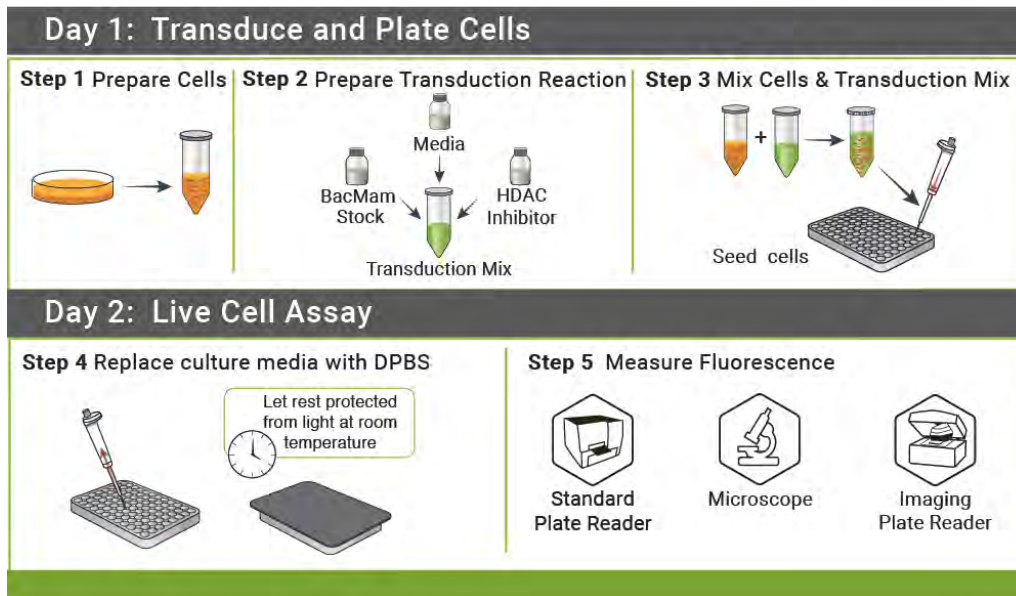 Day 1: Transduce and Plate Cells
Step 1 Prepare Cells
Step 2 Prepare Transduction Reaction
Media
BacMam
Stock
HDAC
Inhibitor
Transduction Mix
Step 3 Mix Cells & Transduction Mix
+
Seed cells
Day 2: Live Cell Assay
Step 4 Replace culture media with DPBS
Let rest protected
from light at room
temperature
Step 5 Measure Fluorescence
Standard
Plate Reader
Microscope
Imaging
Plate Reader